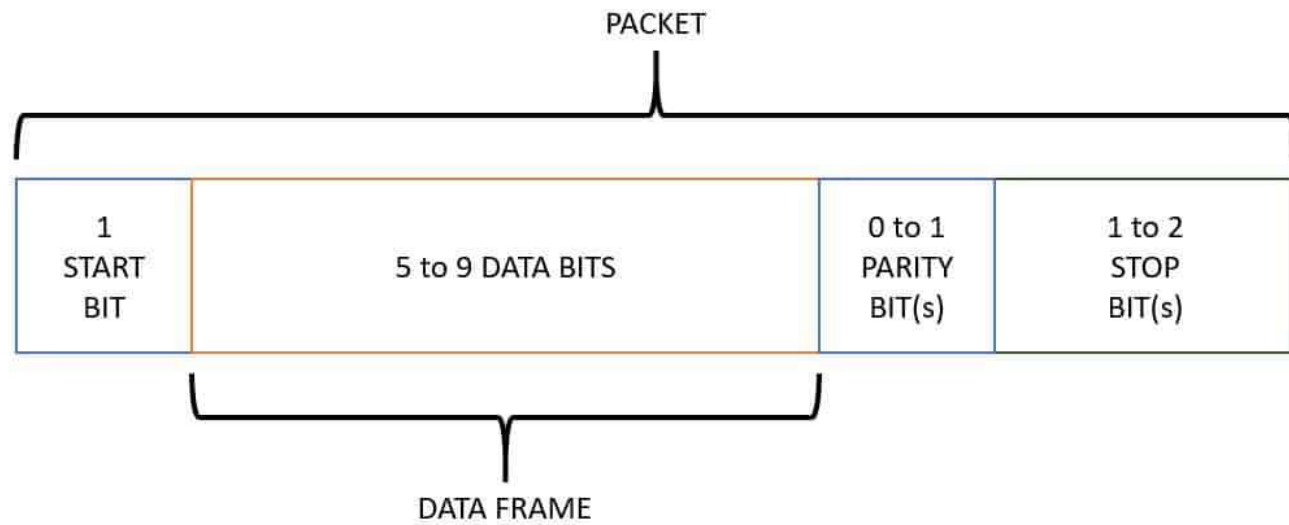 PACKET
1
START
BIT
5 to 9 DATA BITS
0 to 1
PARITY
BIT(s)
1 to 2
STOP
BIT(s)
DATA FRAME